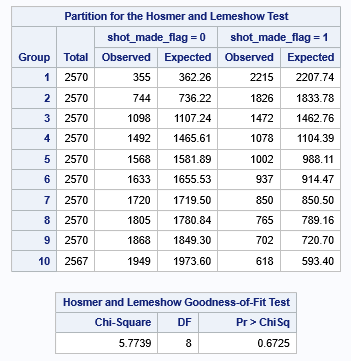 Partition for the Hosmer and Lemeshow Test
shot_made_flag = 0 shot_made_flag = 1
Group Total Observed Expected Observed Expected
1 2570 355 362.26 2215 2207.74
2 2570 744 736.22 1826 1833.78
3 2570 1098 1107.24 1472 1462.76
4 2570 1492 1465.61 1078 1104.39
5 2570 1568 1581.89 1002 988.11
6 2570 1633 1655.53 937 914.47
7 2570 1720 1719.50 850 850.50
8 2570 1805 1780.84 765 789.16
9 2570 1868 1849.30 702 720.70
10 2567 1949 1973.60 618 593.40
Hosmer and Lemeshow Goodness-of-Fit Test
Chi-Square DF Pr > ChiSq
5.7739 8 0.6725